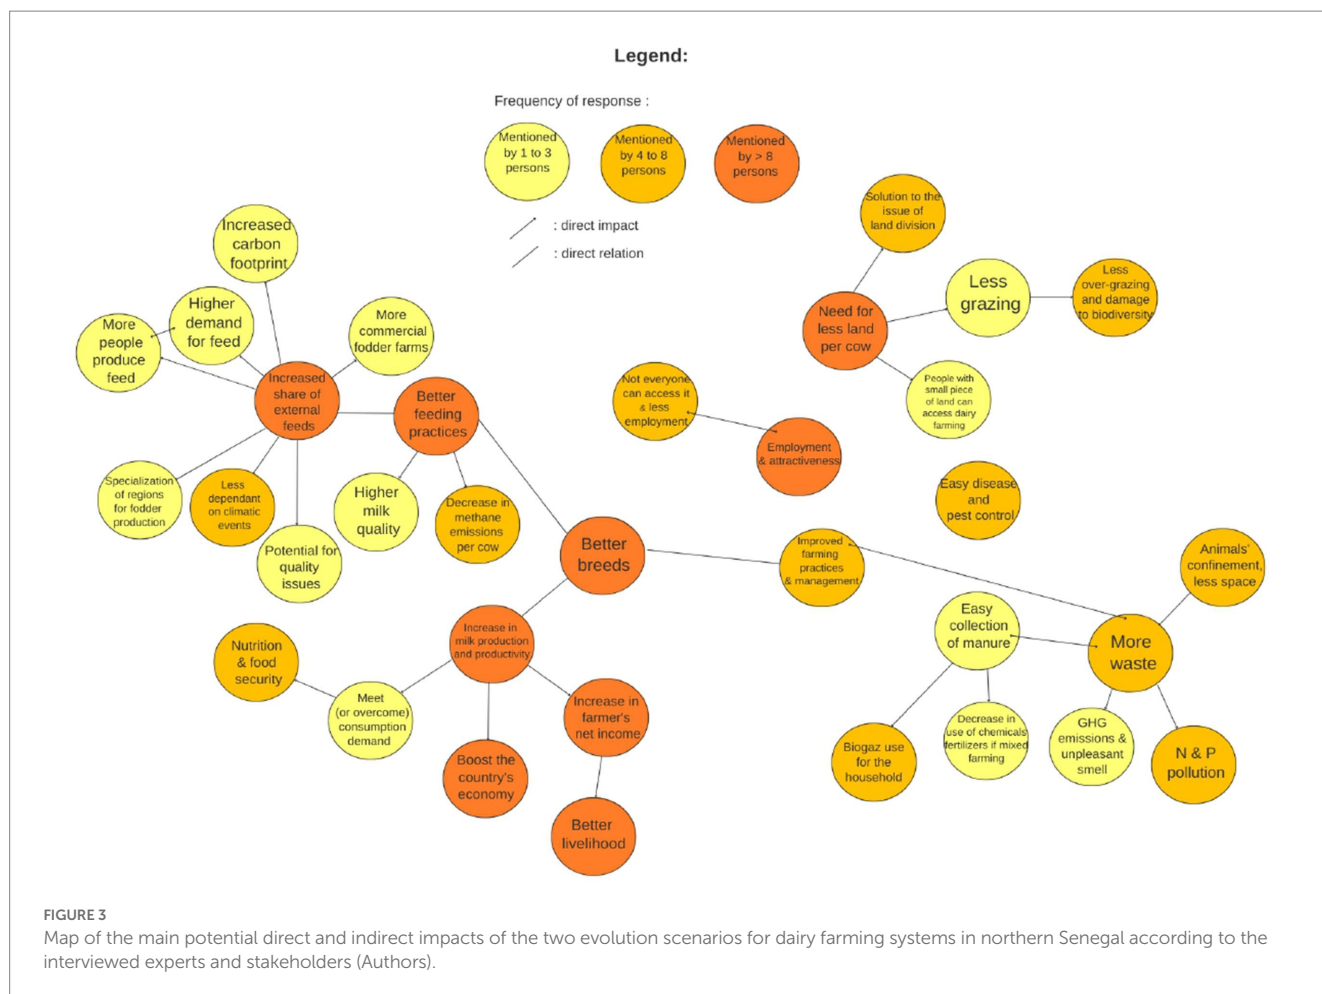 Legend:
Frequency of response :
Mentioned
by 1 to 3
persons
Mentioned
by 4 to 8
persons
Mentioned
by > 8
persons
: direct impact
: direct relation
Increased
carbon
footprint
Higher
demand
for feed
More
people
produce
feed
More
commercial
fodder farms
Increased
share of
external
feeds
Better
feeding
practices
Specialization
of regions
for fodder
production
Less
dependant
on climatic
events
Potential for
quality
issues
Higher
milk
quality
Decrease in
methane
emissions
per cow
Better
breeds
Solution to the
issue of
land division
Need for
less land
per cow
Less
grazing
Less
over-grazing
and damage
to biodiversity
People with
small piece
of land can
access dairy
farming
Not everyone
can access it
& less
employment
Employment
& attractiveness
Easy disease
and
pest control
Improved
farming
practices
& management
Animals'
confinement,
less space
Easy
collection
of manure
More
waste
Biogaz use
for the
household
Decrease in
use of chemicals
fertilizers if mixed
farming
GHG
emissions &
unpleasant
smell
N & P
pollution
Increase in
milk production
and productivity
Nutrition
& food
security
Meet
(or overcome)
consumption
demand
Increase in
farmer's
net income
Boost the
country's
economy
Better
livelihood
FIGURE 3
Map of the main potential direct and indirect impacts of the two evolution scenarios for dairy farming systems in northern Senegal according to the
interviewed experts and stakeholders (Authors).